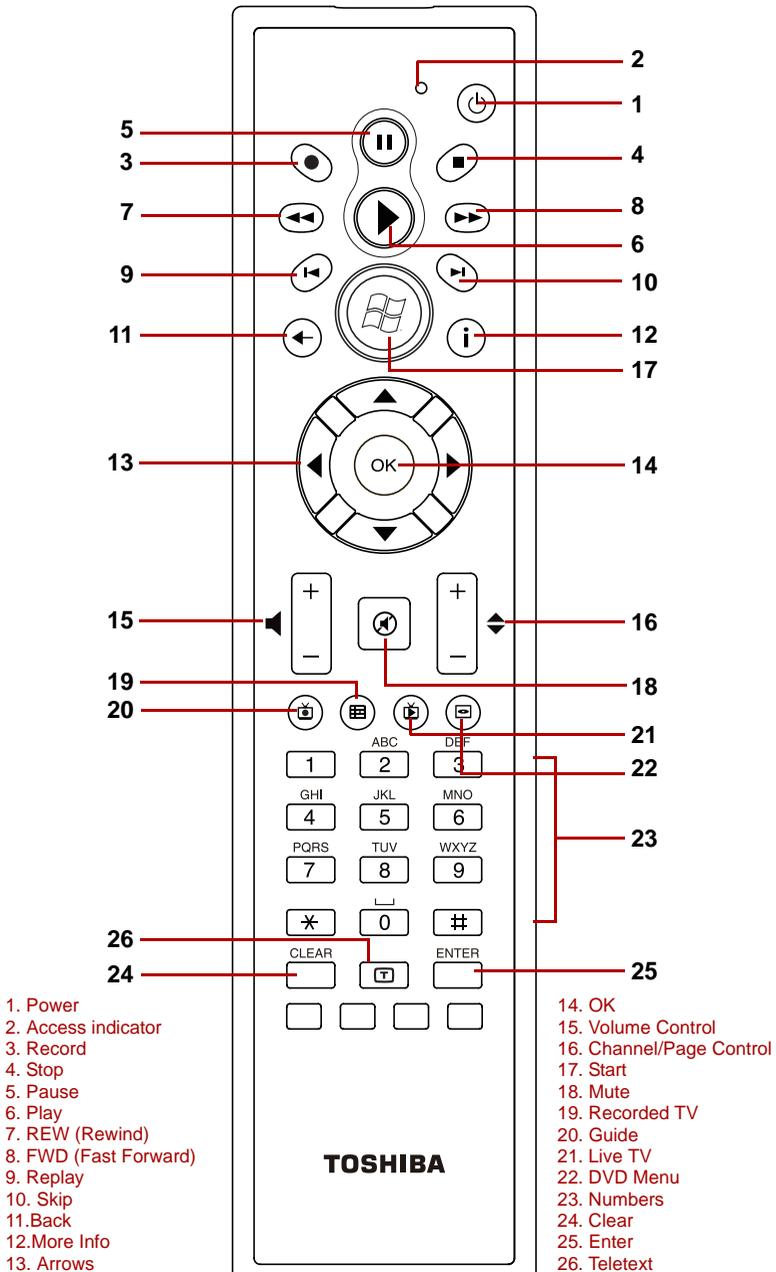 2
1
5
3
4
7
8
6
9
10
11
12
17
i
13
OK
14
+ +
15
16
– –
18
19
20
21
22
ABC DEF
1 2 3
GHI JKL MNO
4 5 6
23
PQRS TUV WXYZ
7 8 9
* 0 #
26
CLEAR ENTER
24
T
25
1. Power
2. Access indicator
3. Record
4. Stop
5. Pause
6. Play
7. REW (Rewind)
8. FWD (Fast Forward)
9. Replay
10. Skip
11.Back
12.More Info
13. Arrows
TOSHIBA
14. OK
15. Volume Control
16. Channel/Page Control
17. Start
18. Mute
19. Recorded TV
20. Guide
21. Live TV
22. DVD Menu
23. Numbers
24. Clear
25. Enter
26. Teletext